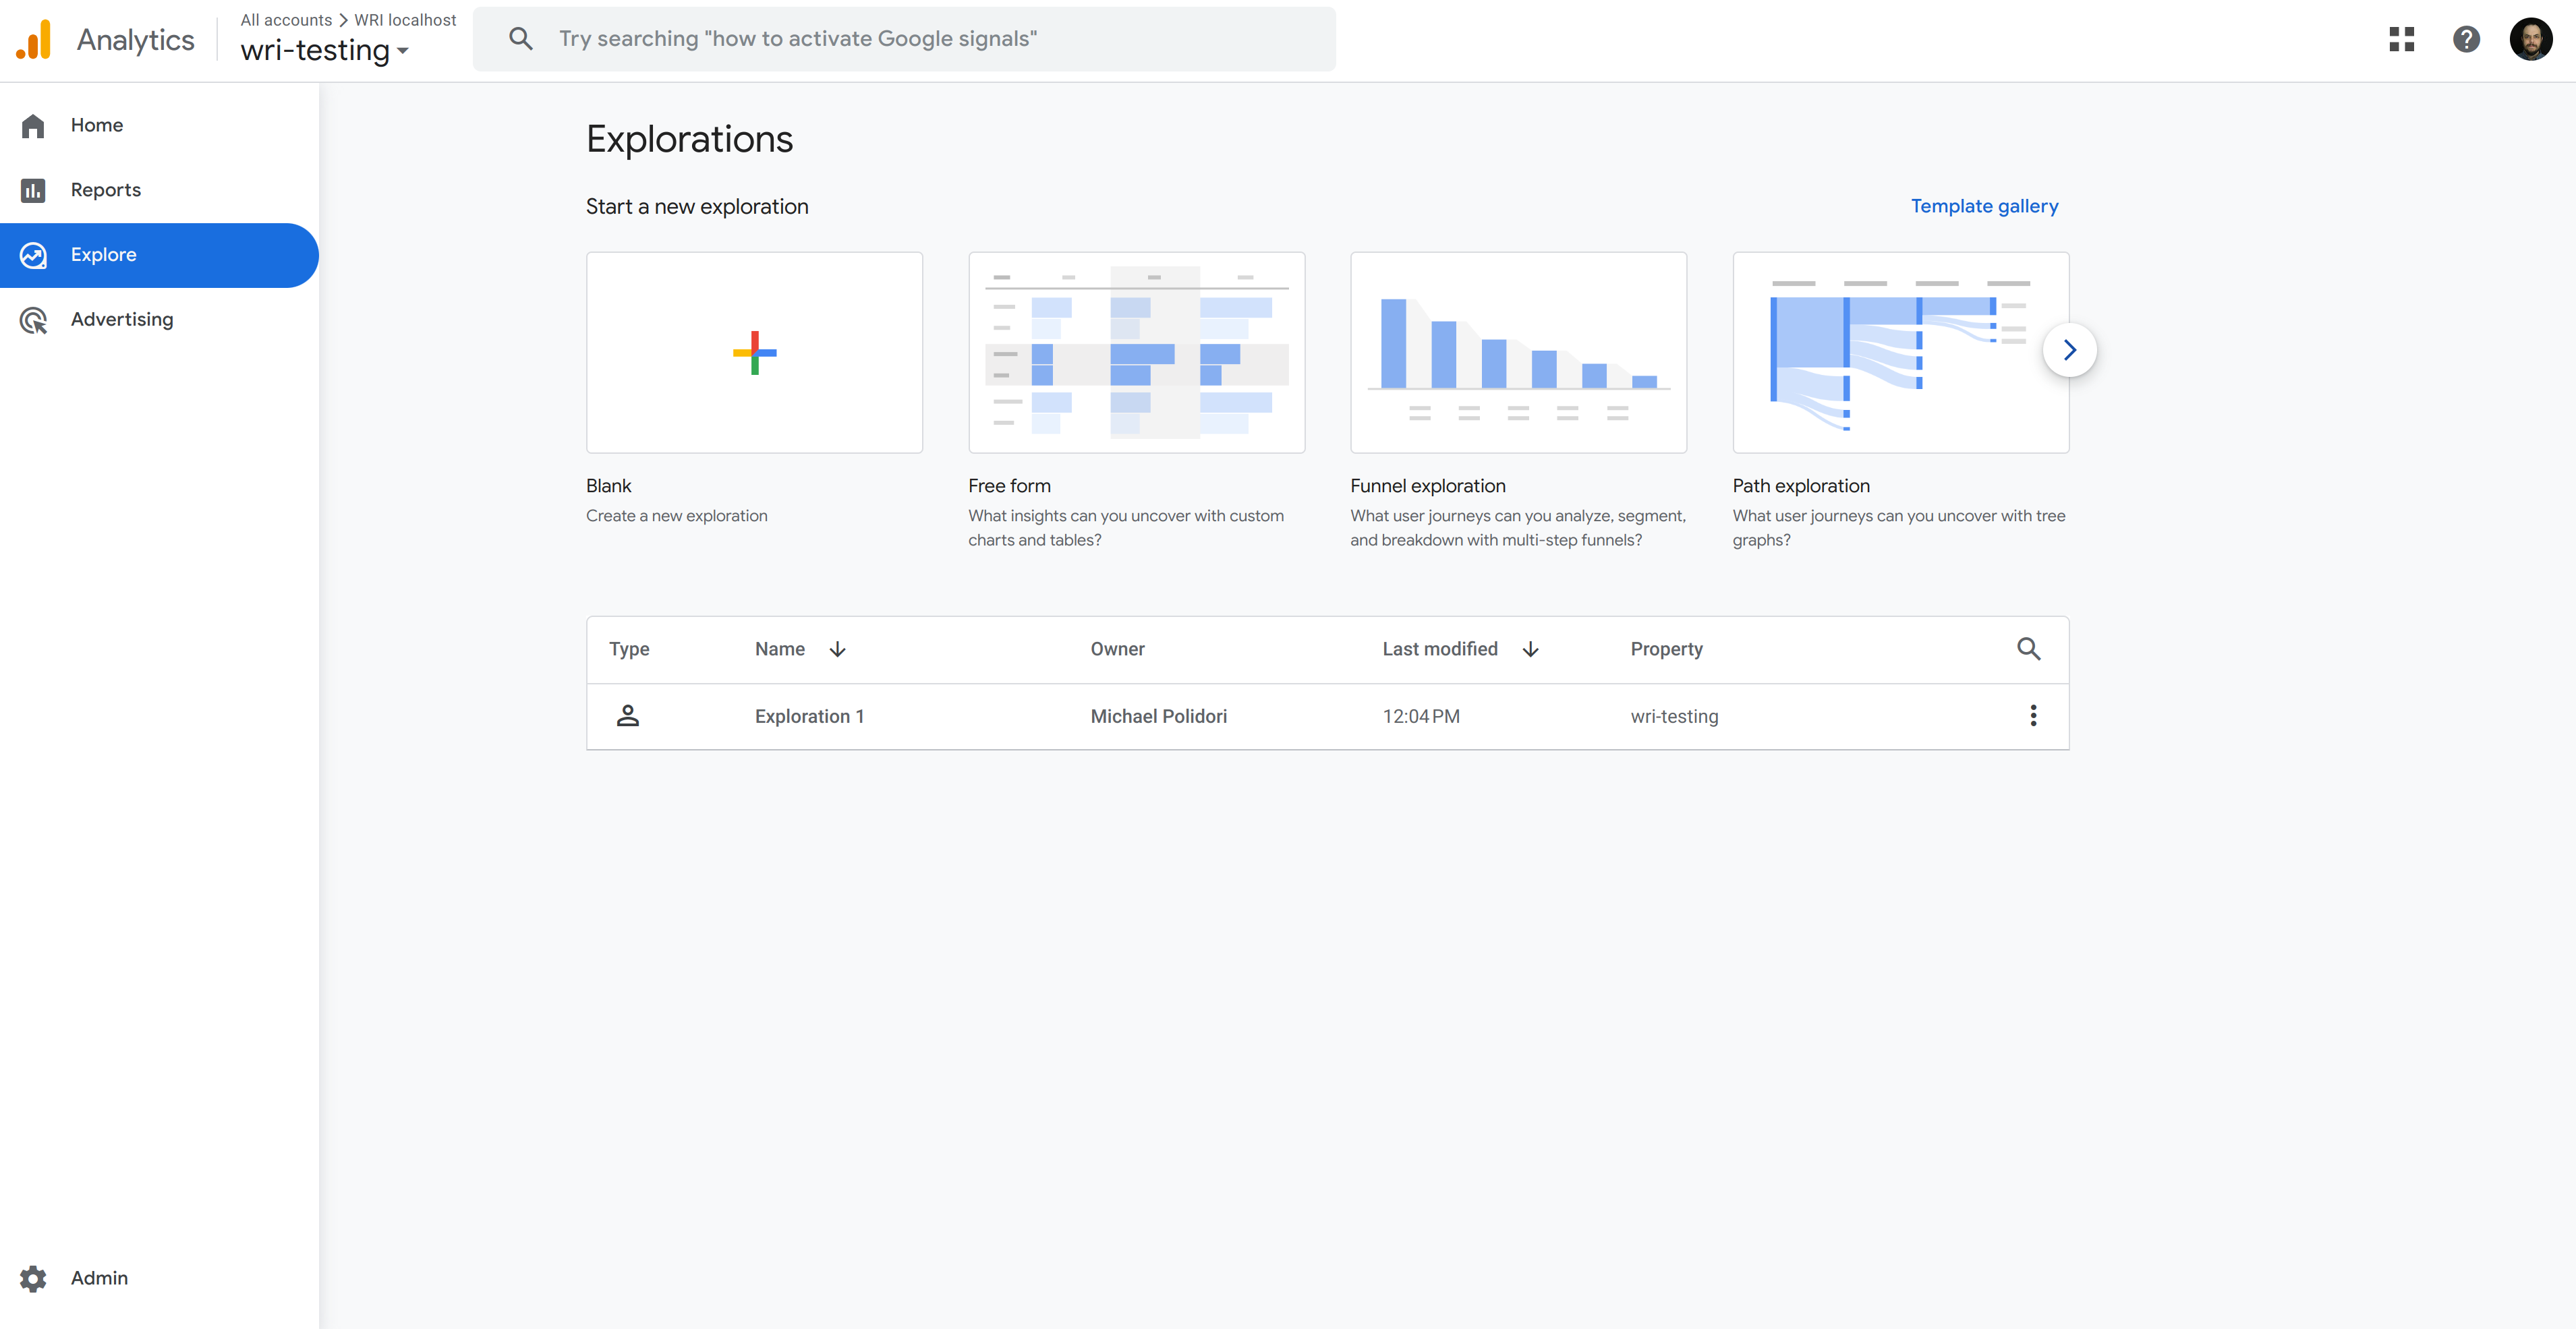 Analytics
All accounts > WRI localhost
wri-testing
Try searching "how to activate Google signals"
Home
Reports
Explore
Advertising
Admin
Explorations
Start a new exploration
Template gallery
Blank
Create a new exploration
Free form
What insights can you uncover with custom
charts and tables?
Funnel exploration
What user journeys can you analyze, segment,
and breakdown with multi-step funnels?
Path exploration
What user journeys can you uncover with tree
graphs?
Type Name Owner Last modified Property
Exploration 1 Michael Polidori 12:04 PM wri-testing